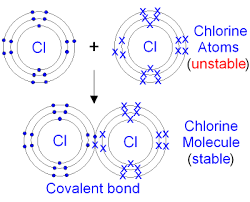 Cl
+
Cl
Chlorine
Atoms
(unstable)
Cl
Cl
Chlorine
Molecule
(stable)
Covalent bond